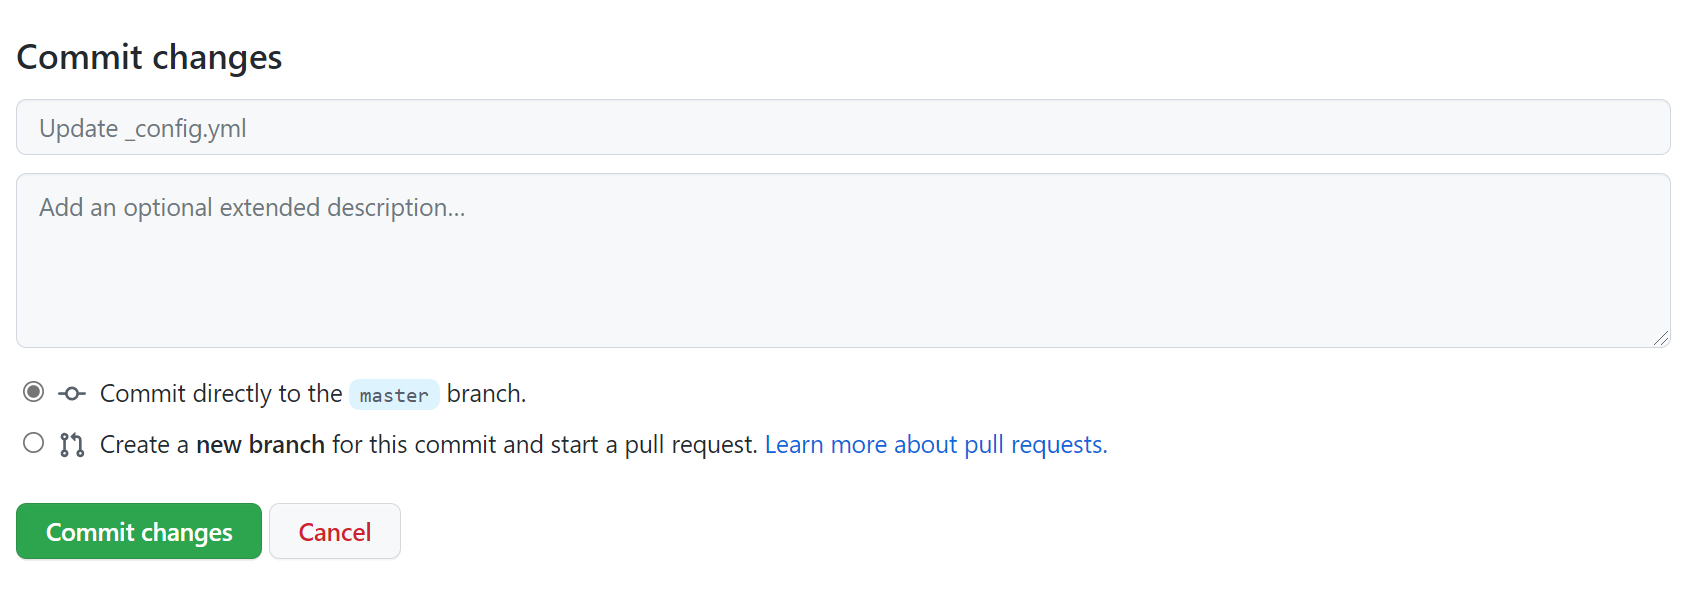 Commit changes
Update _config.yml
Add an optional extended description...
Commit directly to the master branch.
Create a new branch for this commit and start a pull request. Learn more about pull requests.
Commit changes Cancel